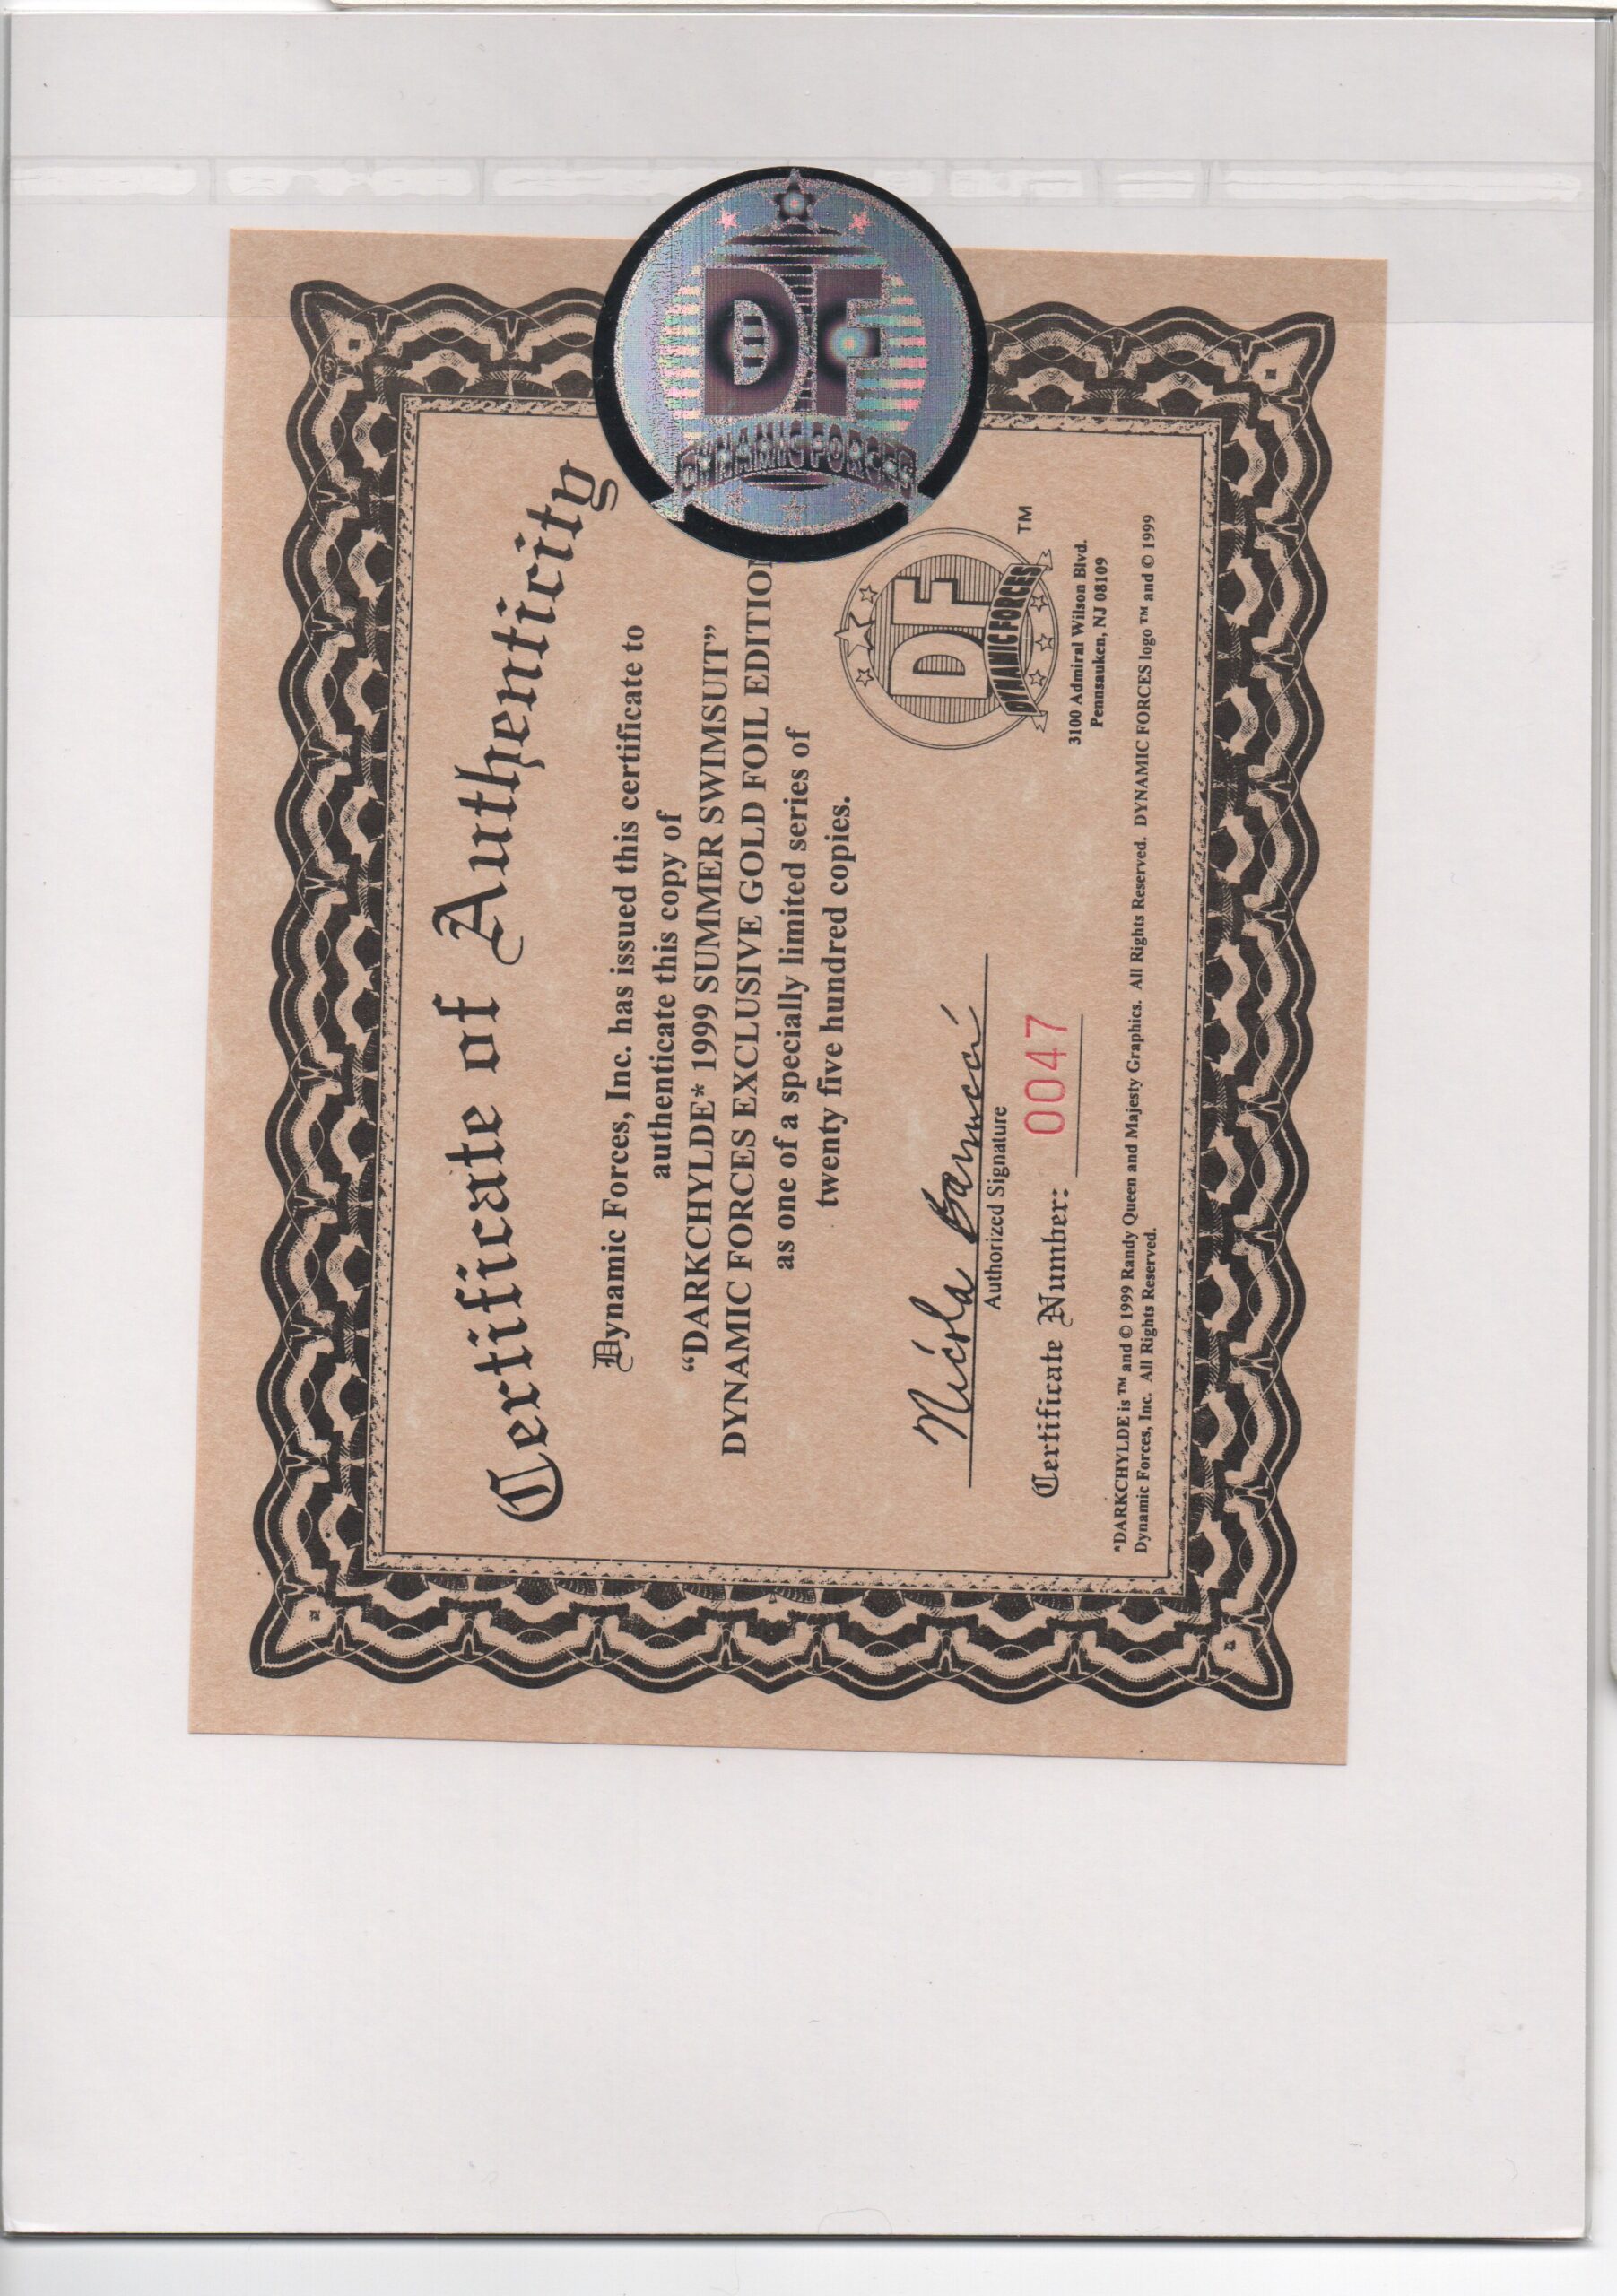 Certificate of Authenticity
Dynamic Forces, Inc. has issued this certificate to
authenticate this copy of
“DARKCHYLDE* 1999 SUMMER SWIMSUIT”
DYNAMIC FORCES EXCLUSIVE GOLD FOIL EDITION
as one of a specially limited series of
twenty five hundred copies.
DF
DYNAMIC FORCES
DF
DYNAMIC FORCES
TM
Nicola
Authorized Signature
Certificate Number: 0047
3100 Admiral Wilson Blvd.
Pennsauken, NJ 08109
*DARKCHYLDE is ™ and © 1999 Randy Queen and Majesty Graphics. All Rights Reserved. DYNAMIC FORCES logo ™ and © 1999
Dynamic Forces, Inc. All Rights Reserved.